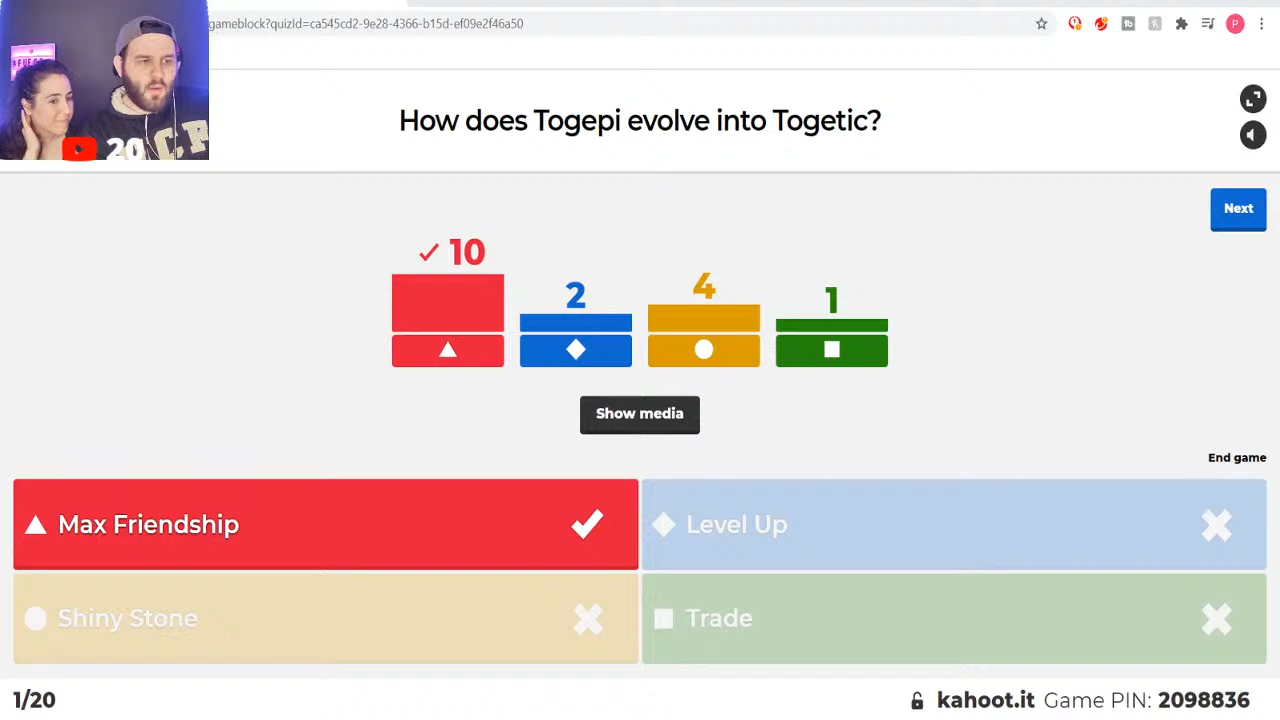 gameblock?quizId=ca545cd2-9e28-4366-b15d-ef09e2f46a50
20
How does Togepi evolve into Togetic?
Next
10
2
4
1
Show media
End game
Max Friendship
Level Up
Shiny Stone
Trade
1/20
kahoot.it Game PIN: 2098836